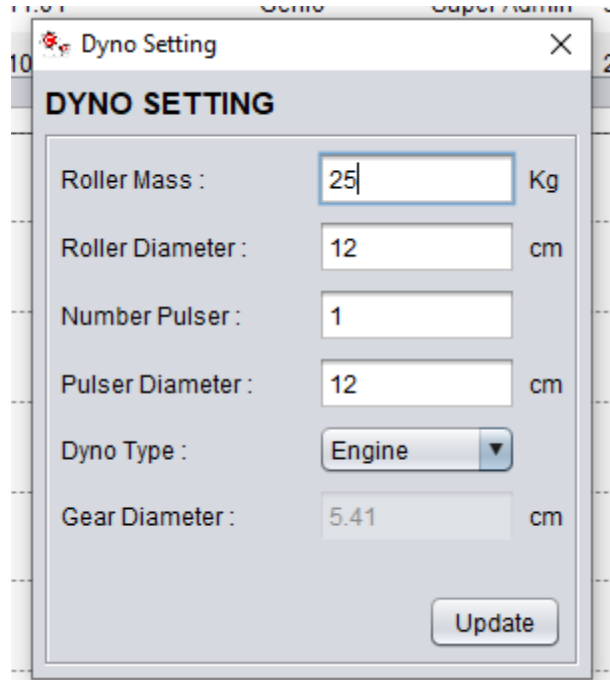 Dyno Setting
DYNO SETTING
10
Roller Mass : 25 Kg
Roller Diameter : 12 cm
Number Pulser : 1
Pulser Diameter : 12 cm
Dyno Type : Engine
Gear Diameter : 5.41 cm
Update